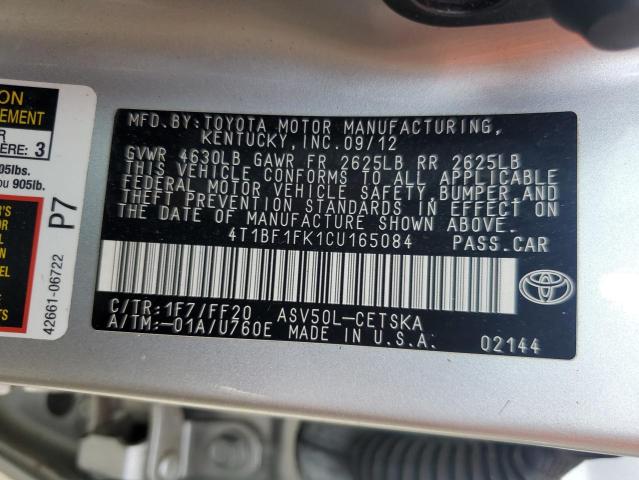 ON
EMENT
R
ERE: 3
05lbs.
ou 905lb.
R'S
P7
42661-06722
MFD.BY:TOYOTA MOTOR MANUFACTURING,
KENTUCKY, INC.09/12
GVWR 4630LB GAWR FR 2625LB RR 2625LB
THIS VEHICLE CONFORMS TO ALL APPLICABLE
FEDERAL MOTOR VEHICLE SAFETY, BUMPER AND
THEFT PREVENTION STANDARDS IN EFFECT ON
THE DATE OF MANUFACTURE SHOWN ABOVE.
4T1BF1FK1CU165084 PASS.CAR
C/TR:1F7/FF20 ASV50L-CETSKA
A/TM:-01A/U760E MADE IN U.S.A. 02144
TOYOTA